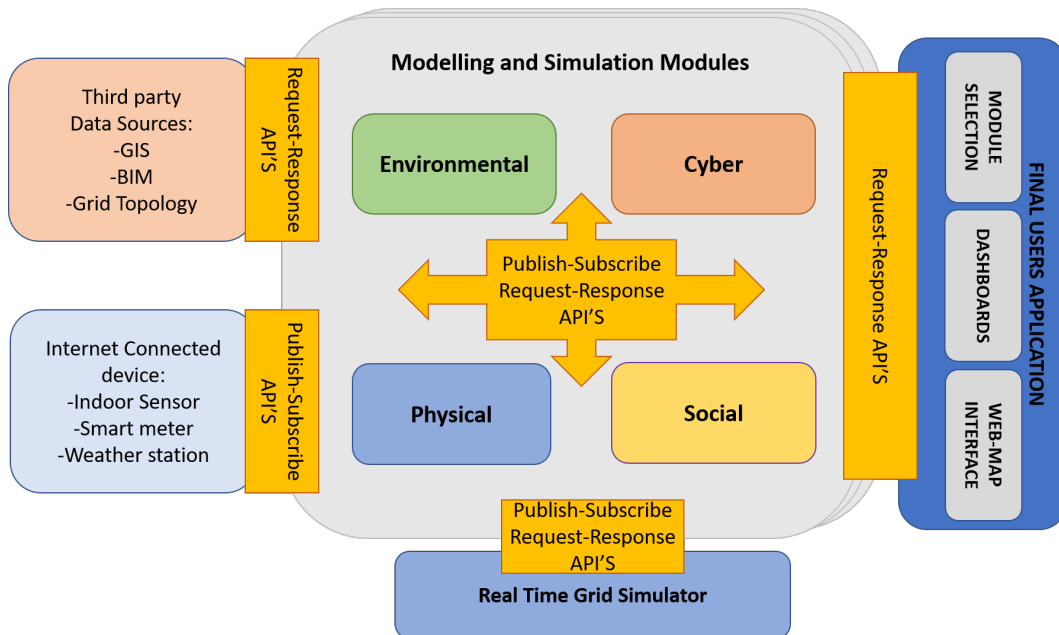 Modelling and Simulation Modules
Third party
Data Sources:
-GIS
-BIM
-Grid Topology
Request-Response
API'S
Internet Connected
device:
-Indoor Sensor
-Smart meter
-Weather station
Publish-Subscribe
API'S
Environmental
Cyber
Publish-Subscribe
Request-Response
API'S
Physical
Social
Publish-Subscribe
Request-Response
API'S
Real Time Grid Simulator
Request-Response API'S
MODULE
SELECTION
DASHBOARDS
WEB-MAP
INTERFACE
FINAL USERS APPLICATION